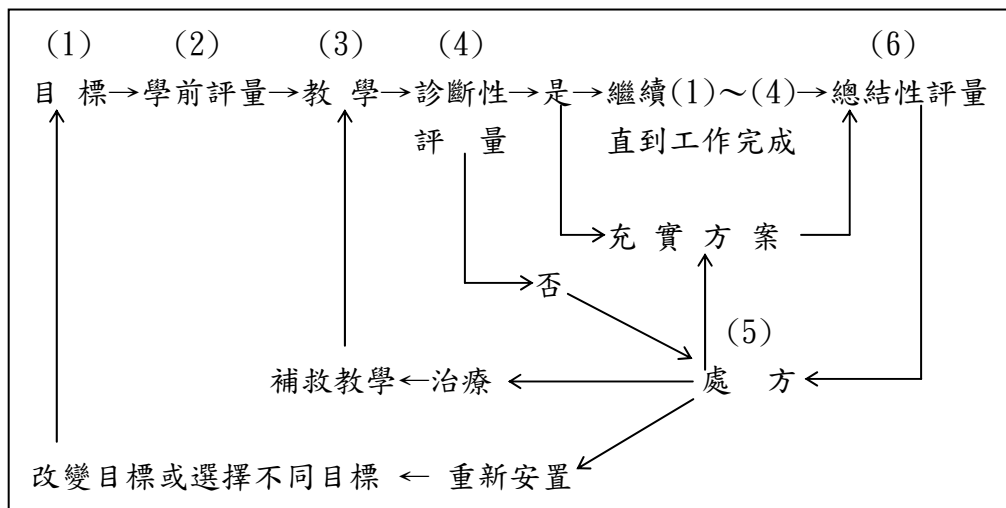 (1) (2) (3) (4) (6)
目 標→學前評量→教 學→診斷性→是→繼續(1)～(4)→總結性評量
評 量 直到工作完成
充 實 方 案
否
(5)
補救教學←治療 處 方
改變目標或選擇不同目標 ← 重新安置